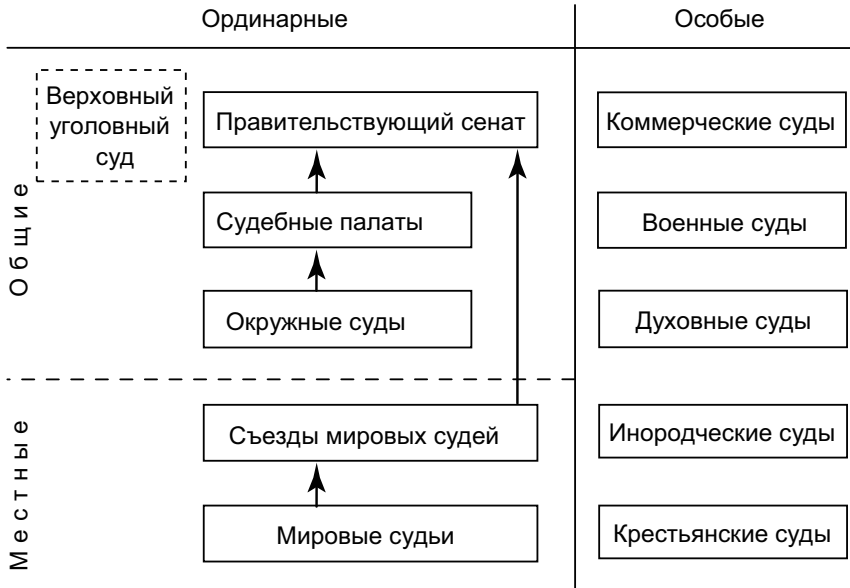 Ординарные
Особые
Верховный
уголовный
суд
Правительствующий сенат
Коммерческие суды
Общие
Судебные палаты
Военные суды
Окружные суды
Духовные суды
Местные
Съезды мировых судей
Инородческие суды
Мировые судьи
Крестьянские суды